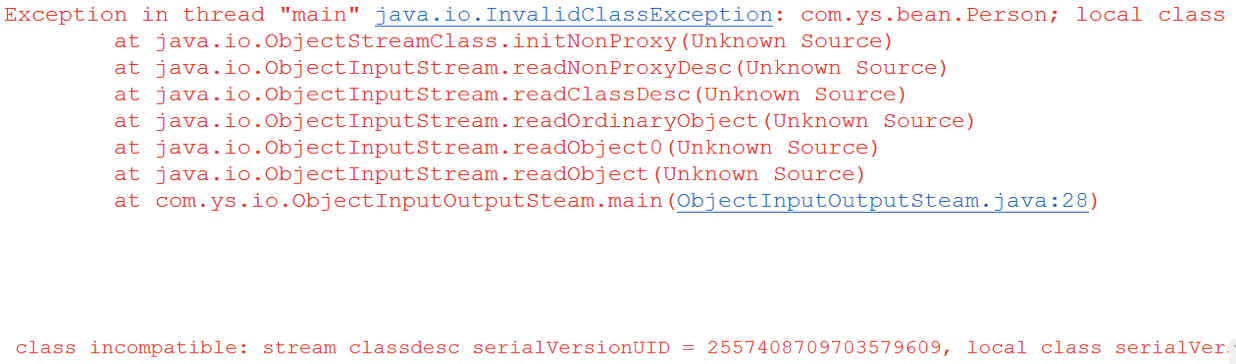 Exception in thread "main" java.io.InvalidClassException: com.ys.bean.Person; local class
at java.io.ObjectStreamClass.initNonProxy(Unknown Source)
at java.io.ObjectInputStream.readNonProxyDesc(Unknown Source)
at java.io.ObjectInputStream.readClassDesc(Unknown Source)
at java.io.ObjectInputStream.readOrdinaryObject(Unknown Source)
at java.io.ObjectInputStream.readObject0(Unknown Source)
at java.io.ObjectInputStream.readObject(Unknown Source)
at com.ys.io.ObjectInputOutputSteam.main(ObjectInputOutputSteam.java:28)
class incompatible: stream classdesc serialVersionUID = 2557408709703579609, local class serialVer